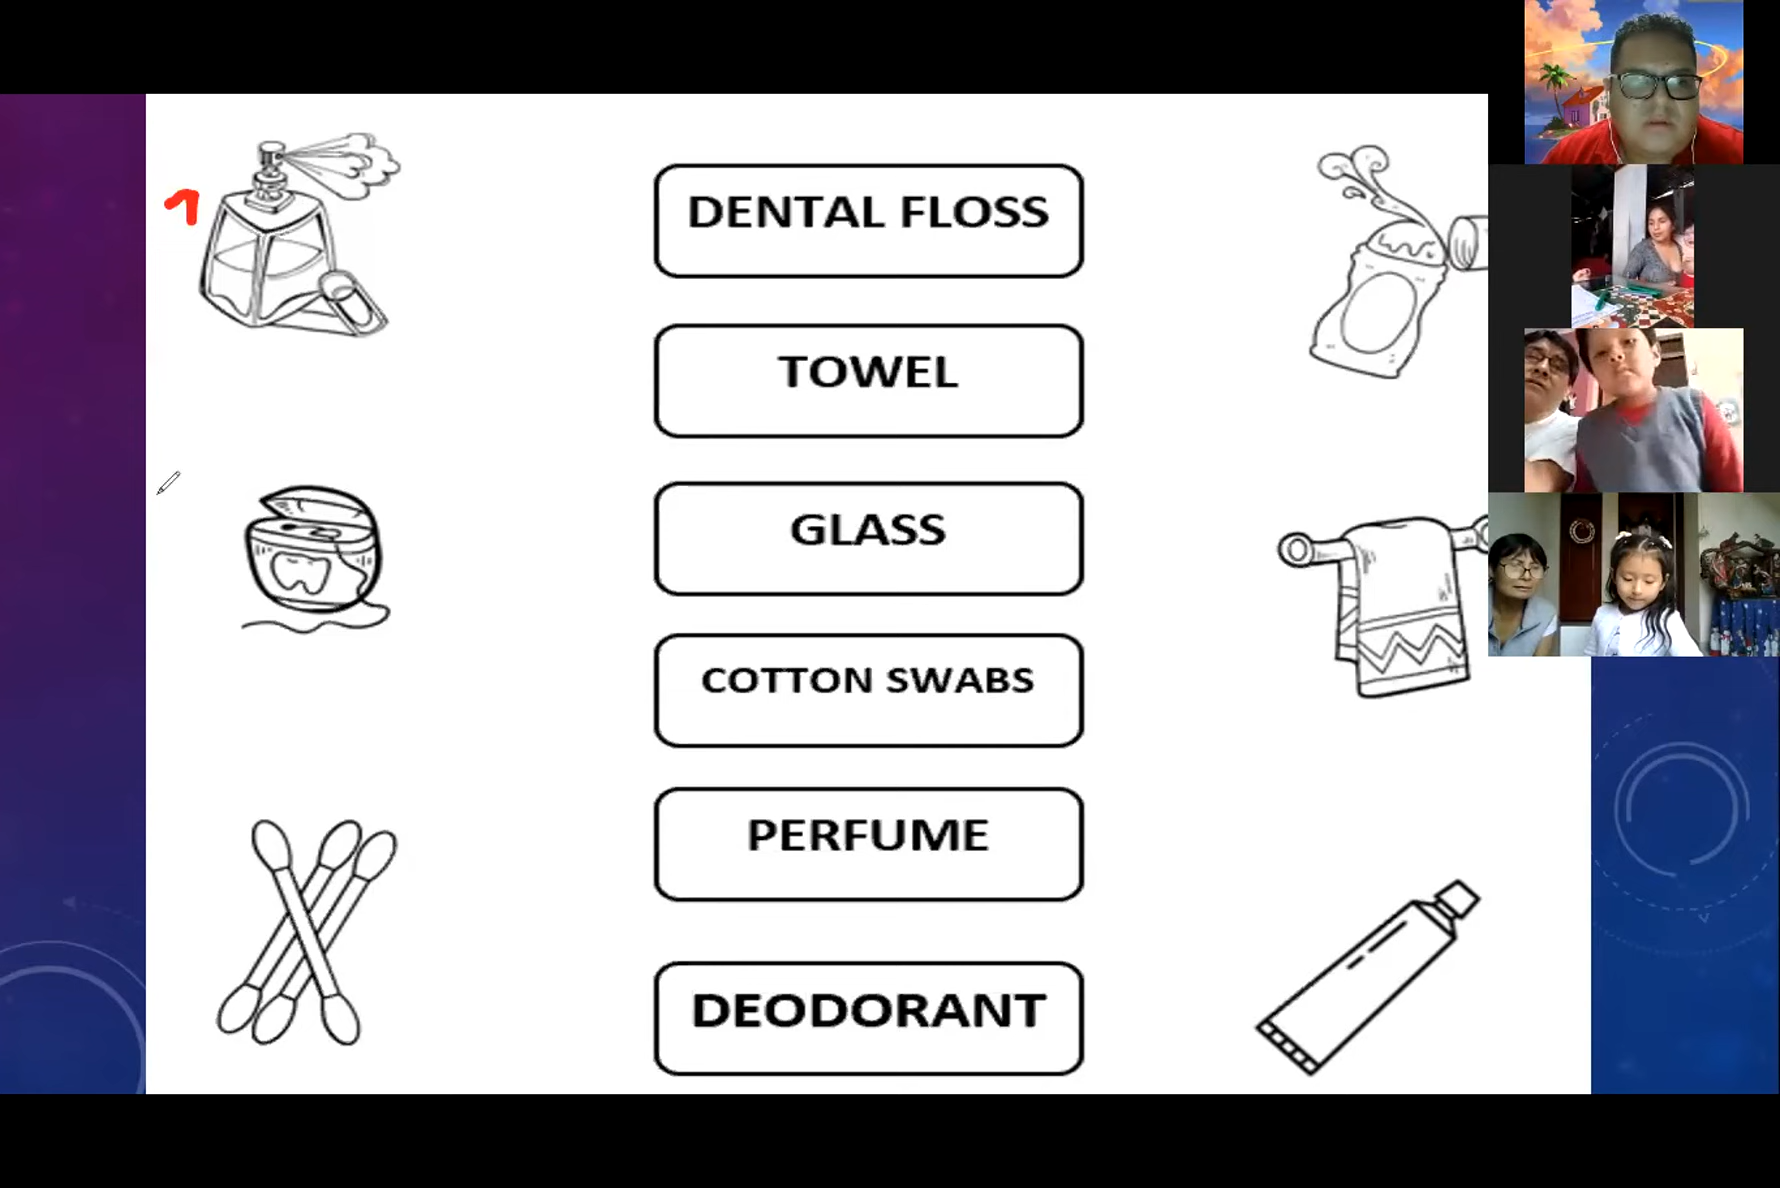 1
DENTAL FLOSS
TOWEL
GLASS
COTTON SWABS
PERFUME
DEODORANT